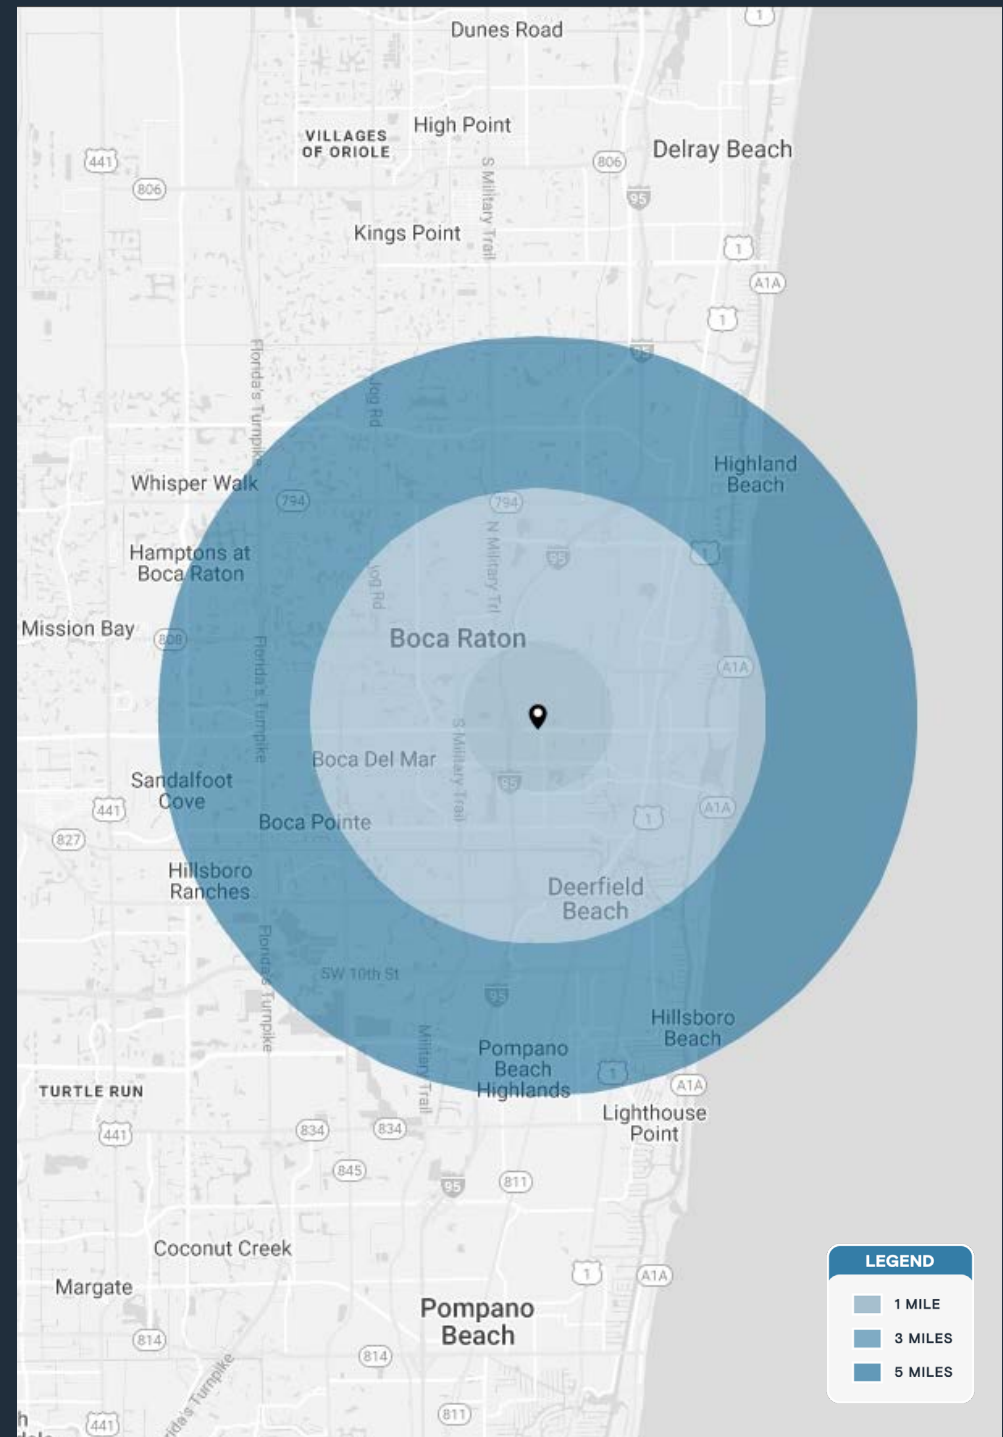 1
Dunes Road
VILLAGES
OF ORIOLE
High Point
Delray Beach
441
806
806
95
S Military Trail
Kings Point
1
A1A
1
95
Florida's Turnpike
Jog Rd
Highland
Beach
Whisper Walk
794
794
N Military Trl
95
1
Hamptons at
Boca Raton
Jog Rd
Mission Bay
808
Boca Raton
Florida's Turnpike
A1A
S Military Trail
Boca Del Mar
95
Sandalfoot
Cove
441
A1A
1
827
Boca Pointe
Hillsboro
Ranches
Deerfield
Beach
Florida's Turnpike
SW 10th St
95
Hillsboro
Beach
Military Trail
Pompano
Beach
Highlands
1
A1A
TURTLE RUN
Lighthouse
Point
441
834
834
845
95
811
Coconut Creek
1
A1A
Margate
Pompano
Beach
814
814
rida's Turnpike
811
441
h
LEGEND
1 MILE
3 MILES
5 MILES